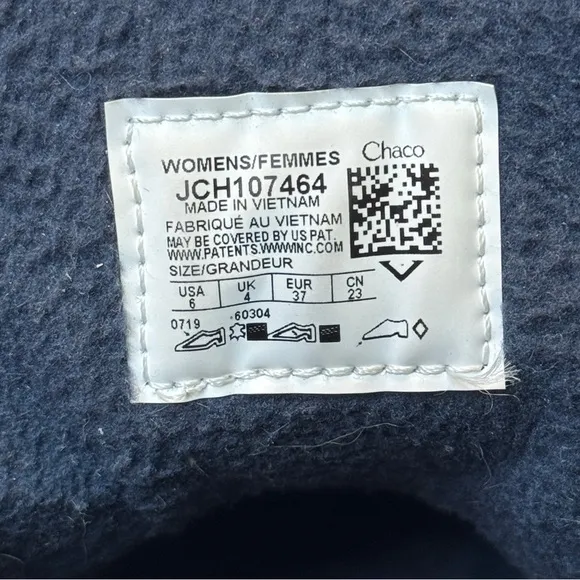 WOMENS/FEMMES
Chaco
JCH107464
MADE IN VIETNAM
FABRIQUÉ AU VIETNAM
MAY BE COVERED BY US PAT.
WWW.PATENTS.WWWINC.COM
SIZE/GRANDEUR
USA UK EUR CN
6 4 37 23
0719 60304